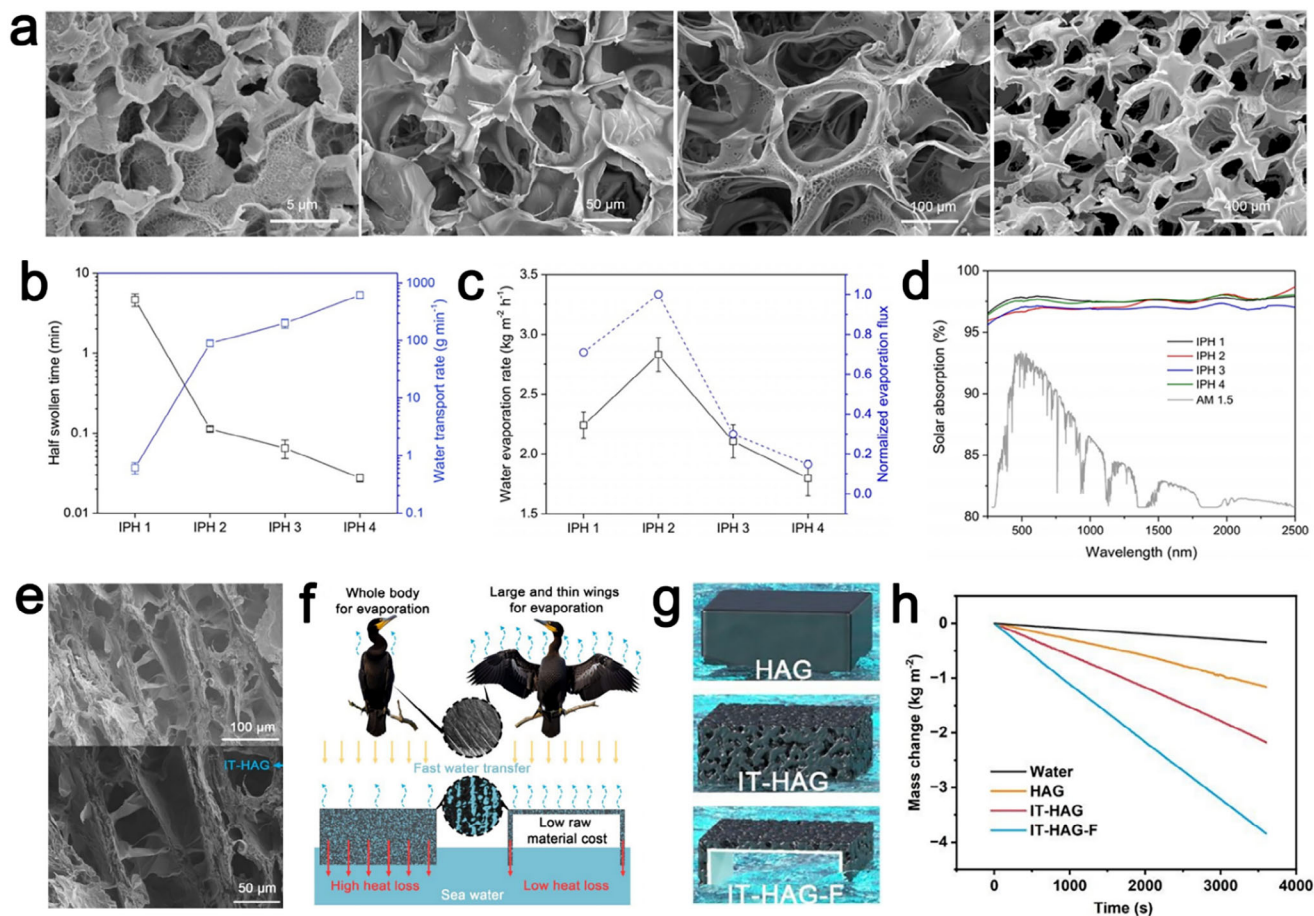 a
5 μm
50 μm
100 μm
400 μm
b
Half swollen time (min)
10
1
0.1
0.01
Water transport rate (g min⁻¹)
1000
100
10
1
0.1
IPH 1
IPH 2
IPH 3
IPH 4
c
Water evaporation rate (kg m⁻² h⁻¹)
3.5
3.0
2.5
2.0
1.5
Normalized evaporation flux
1.0
0.8
0.6
0.4
0.2
0.0
IPH 1
IPH 2
IPH 3
IPH 4
d
Solar absorption (%)
100
95
90
85
80
IPH 1
IPH 2
IPH 3
IPH 4
AM 1.5
500
1000
1500
2000
2500
Wavelength (nm)
e
100 μm
IT-HAG
50 μm
f
Whole body
for evaporation
Large and thin wings
for evaporation
Fast water transfer
Low raw
material cost
High heat loss
Low heat loss
Sea water
g
HAG
IT-HAG
IT-HAG-F
h
Mass change (kg m⁻²)
0
−1
−2
−3
−4
Water
HAG
IT-HAG
IT-HAG-F
0
1000
2000
3000
4000
Time (s)